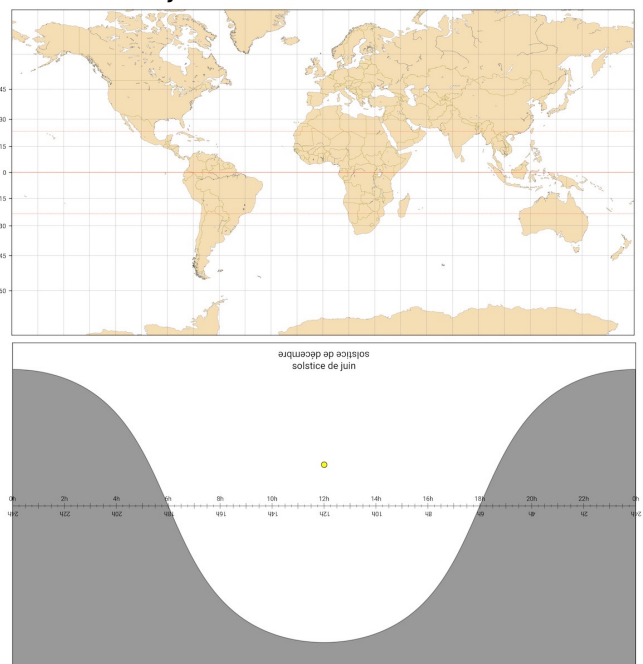 45
30
15
0
15
30
45
60
solstice de décembre
solstice de juin
0h 2h 4h 6h 8h 10h 12h 14h 16h 18h 20h 22h 0h
24h 22h 20h 18h 16h 14h 12h 10h 8h 6h 4h 2h 24h